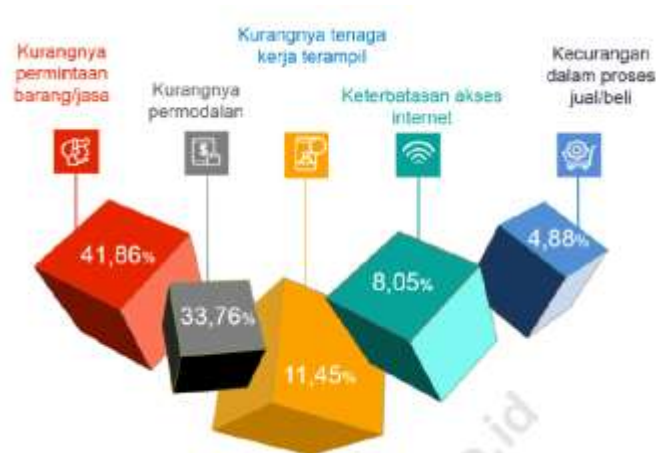 Kurangnya
permintaan
barang/jasa
Kurangnya
permodalan
Kurangnya tenaga
kerja terampil
Keterbatasan akses
internet
Kecurangan
dalam proses
jual/beli
41,86%
33,76%
11,45%
8,05%
4,88%
.id